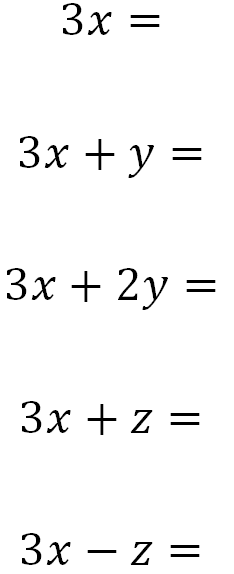 3x =
3x + y =
3x + 2y =
3x + z =
3x − z =